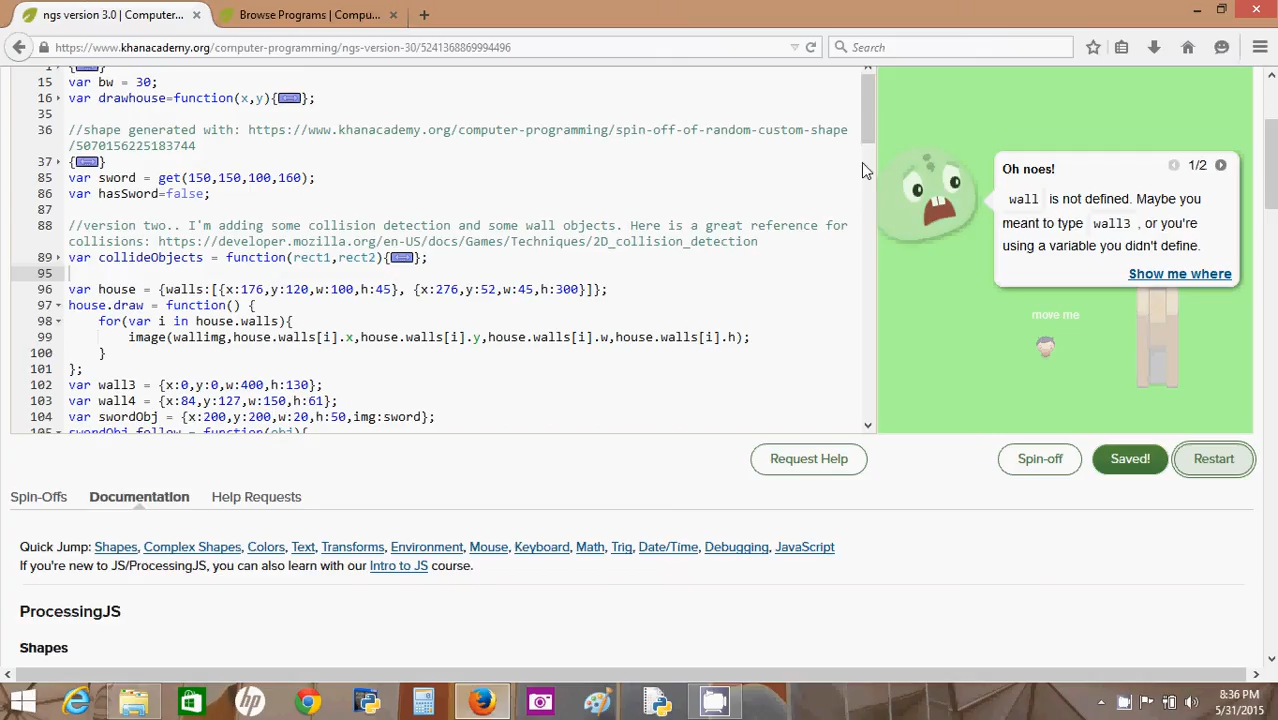 ngs version 3.0 | Computer...
Browse Programs | Compu...
https://www.khanacademy.org/computer-programming/ngs-version-30/5241368869994496
Search
15 var bw = 30;
16 var drawhouse=function(x,y){};
35
36 //shape generated with: https://www.khanacademy.org/computer-programming/spin-off-of-random-custom-shape
/5070156225183744
37 {}
85 var sword = get(150,150,100,160);
86 var hasSword=false;
87
88 //version two.. I'm adding some collision detection and some wall objects. Here is a great reference for
collisions: https://developer.mozilla.org/en-US/docs/Games/Techniques/2D_collision_detection
89 var collideObjects = function(rect1,rect2){};
95
96 var house = {walls:[{x:176,y:120,w:100,h:45}, {x:276,y:52,w:45,h:300}]};
97 house.draw = function() {
98 for(var i in house.walls){
99 image(wallimg,house.walls[i].x,house.walls[i].y,house.walls[i].w,house.walls[i].h);
100 }
101 };
102 var wall3 = {x:0,y:0,w:400,h:130};
103 var wall4 = {x:84,y:127,w:150,h:61};
104 var swordObj = {x:200,y:200,w:20,h:50,img:sword};
105 swordObj.follow = function(obj){
Oh noes! 1/2
wall is not defined. Maybe you
meant to type wall3 , or you're
using a variable you didn't define.
Show me where
move me
Request Help Spin-off Saved! Restart
Spin-Offs Documentation Help Requests
Quick Jump: Shapes, Complex Shapes, Colors, Text, Transforms, Environment, Mouse, Keyboard, Math, Trig, Date/Time, Debugging, JavaScript
If you're new to JS/ProcessingJS, you can also learn with our Intro to JS course.
ProcessingJS
Shapes
8:36 PM
5/31/2015